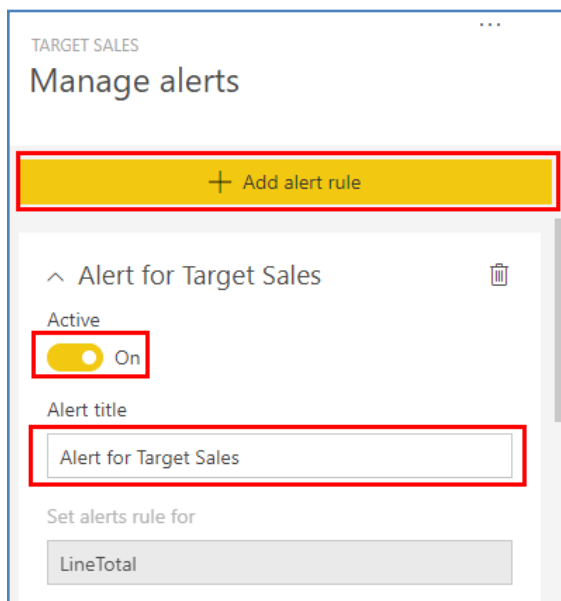 TARGET SALES
Manage alerts
+ Add alert rule
Alert for Target Sales
Active
On
Alert title
Alert for Target Sales
Set alerts rule for
LineTotal